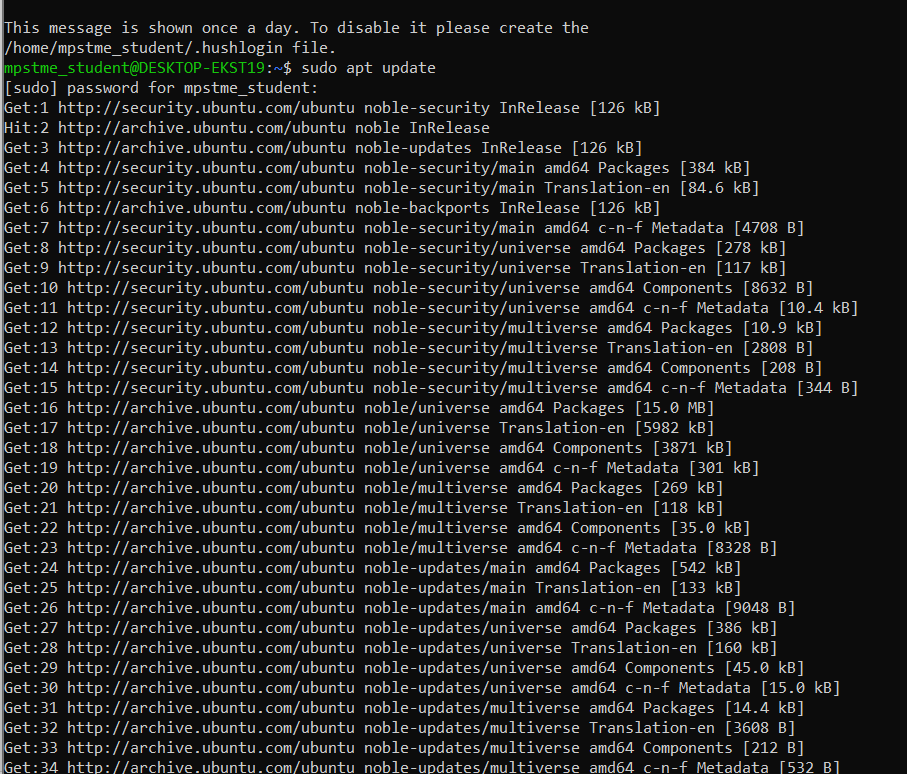 This message is shown once a day. To disable it please create the
/home/mpstme_student/.hushlogin file.
mpstme_student@DESKTOP-EKST19:~$ sudo apt update
[sudo] password for mpstme_student:
Get:1 http://security.ubuntu.com/ubuntu noble-security InRelease [126 kB]
Hit:2 http://archive.ubuntu.com/ubuntu noble InRelease
Get:3 http://archive.ubuntu.com/ubuntu noble-updates InRelease [126 kB]
Get:4 http://security.ubuntu.com/ubuntu noble-security/main amd64 Packages [384 kB]
Get:5 http://security.ubuntu.com/ubuntu noble-security/main Translation-en [84.6 kB]
Get:6 http://archive.ubuntu.com/ubuntu noble-backports InRelease [126 kB]
Get:7 http://security.ubuntu.com/ubuntu noble-security/main amd64 c-n-f Metadata [4708 B]
Get:8 http://security.ubuntu.com/ubuntu noble-security/universe amd64 Packages [278 kB]
Get:9 http://security.ubuntu.com/ubuntu noble-security/universe Translation-en [117 kB]
Get:10 http://security.ubuntu.com/ubuntu noble-security/universe amd64 Components [8632 B]
Get:11 http://security.ubuntu.com/ubuntu noble-security/universe amd64 c-n-f Metadata [10.4 kB]
Get:12 http://security.ubuntu.com/ubuntu noble-security/multiverse amd64 Packages [10.9 kB]
Get:13 http://security.ubuntu.com/ubuntu noble-security/multiverse Translation-en [2808 B]
Get:14 http://security.ubuntu.com/ubuntu noble-security/multiverse amd64 Components [208 B]
Get:15 http://security.ubuntu.com/ubuntu noble-security/multiverse amd64 c-n-f Metadata [344 B]
Get:16 http://archive.ubuntu.com/ubuntu noble/universe amd64 Packages [15.0 MB]
Get:17 http://archive.ubuntu.com/ubuntu noble/universe Translation-en [5982 kB]
Get:18 http://archive.ubuntu.com/ubuntu noble/universe amd64 Components [3871 kB]
Get:19 http://archive.ubuntu.com/ubuntu noble/universe amd64 c-n-f Metadata [301 kB]
Get:20 http://archive.ubuntu.com/ubuntu noble/multiverse amd64 Packages [269 kB]
Get:21 http://archive.ubuntu.com/ubuntu noble/multiverse Translation-en [118 kB]
Get:22 http://archive.ubuntu.com/ubuntu noble/multiverse amd64 Components [35.0 kB]
Get:23 http://archive.ubuntu.com/ubuntu noble/multiverse amd64 c-n-f Metadata [8328 B]
Get:24 http://archive.ubuntu.com/ubuntu noble-updates/main amd64 Packages [542 kB]
Get:25 http://archive.ubuntu.com/ubuntu noble-updates/main Translation-en [133 kB]
Get:26 http://archive.ubuntu.com/ubuntu noble-updates/main amd64 c-n-f Metadata [9048 B]
Get:27 http://archive.ubuntu.com/ubuntu noble-updates/universe amd64 Packages [386 kB]
Get:28 http://archive.ubuntu.com/ubuntu noble-updates/universe Translation-en [160 kB]
Get:29 http://archive.ubuntu.com/ubuntu noble-updates/universe amd64 Components [45.0 kB]
Get:30 http://archive.ubuntu.com/ubuntu noble-updates/universe amd64 c-n-f Metadata [15.0 kB]
Get:31 http://archive.ubuntu.com/ubuntu noble-updates/multiverse amd64 Packages [14.4 kB]
Get:32 http://archive.ubuntu.com/ubuntu noble-updates/multiverse Translation-en [3608 B]
Get:33 http://archive.ubuntu.com/ubuntu noble-updates/multiverse amd64 Components [212 B]
Get:34 http://archive.ubuntu.com/ubuntu noble-updates/multiverse amd64 c-n-f Metadata [532 B]